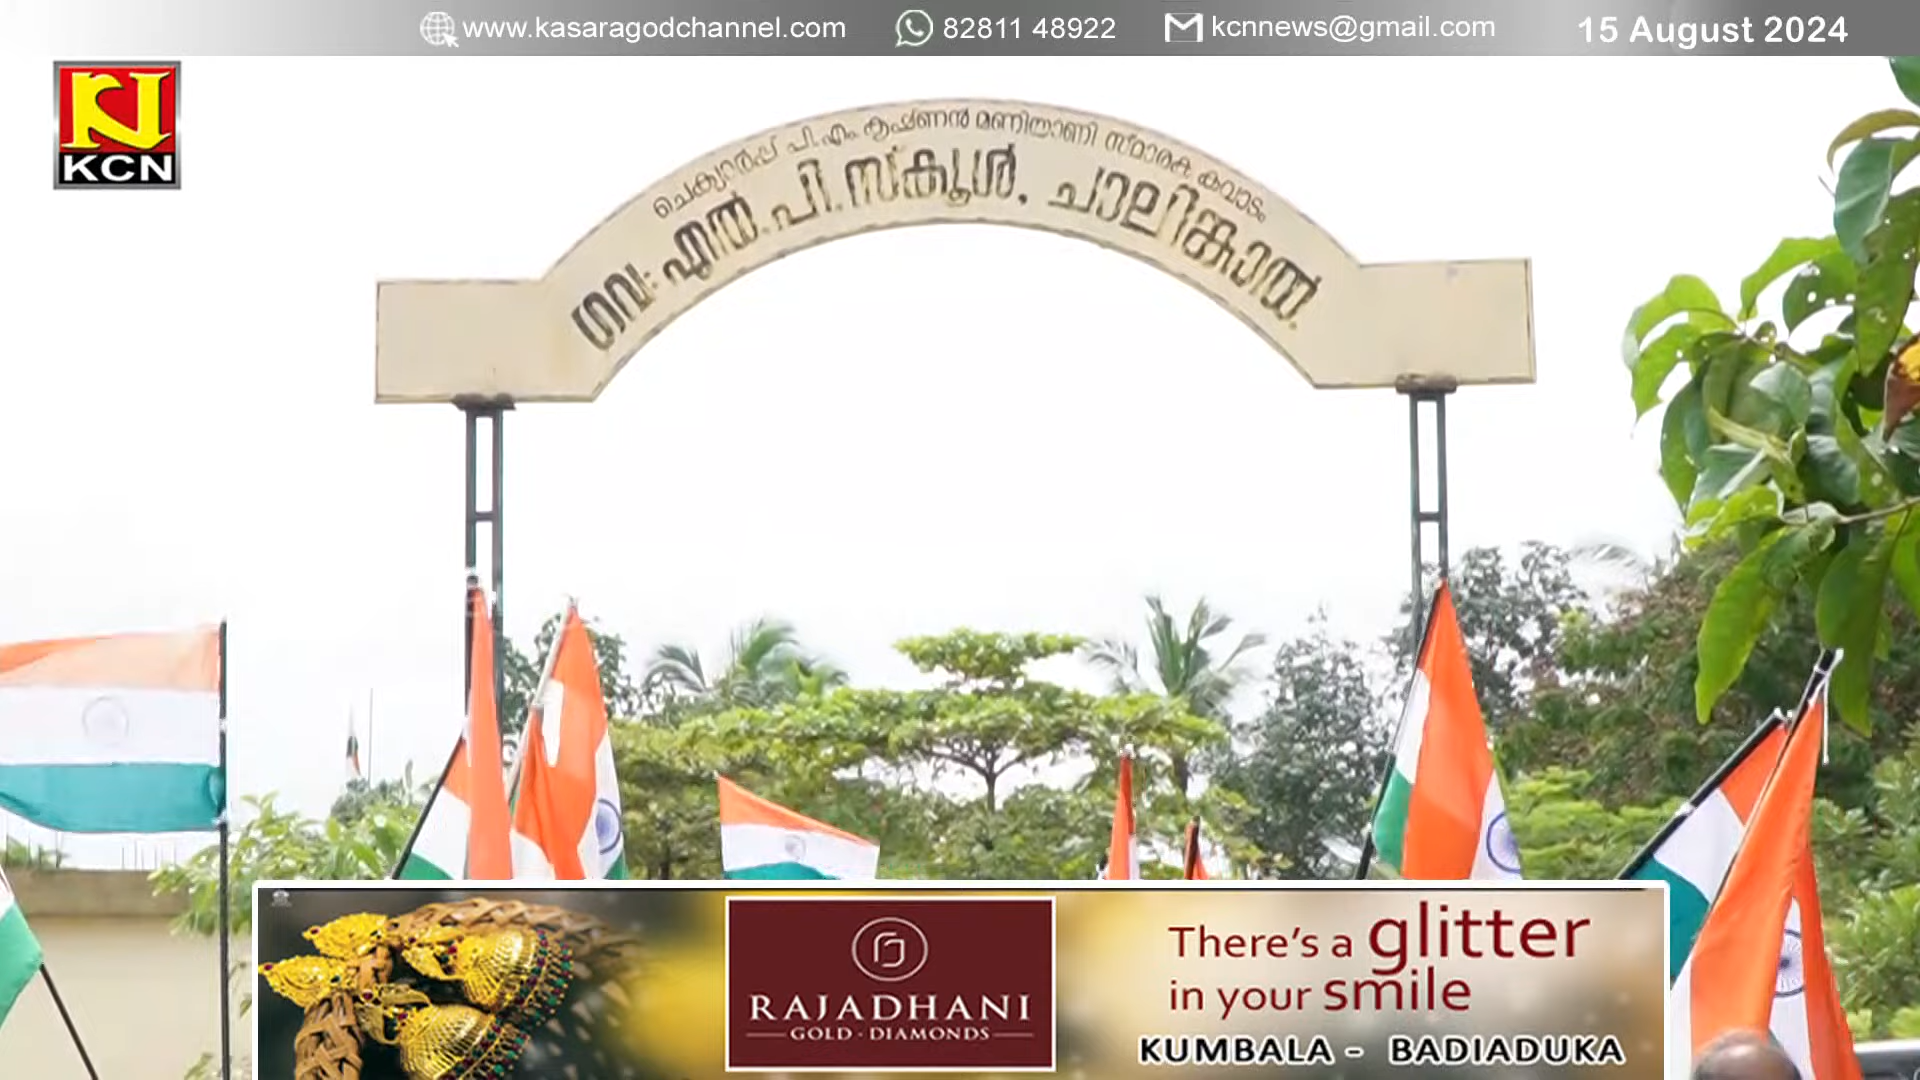 www.kasaragodchannel.com 82811 48922 kcnnews@gmail.com 15 August 2024
KCN
പി.എം. കൃഷ്ണൻ മണിയാണി സ്മാരക കവാടം
ഗവ: എൽ.പി.സ്കൂൾ, ചാലിങ്കാൽ.
RAJADHANI
GOLD · DIAMONDS
There's a glitter
in your smile
KUMBALA - BADIADUKA